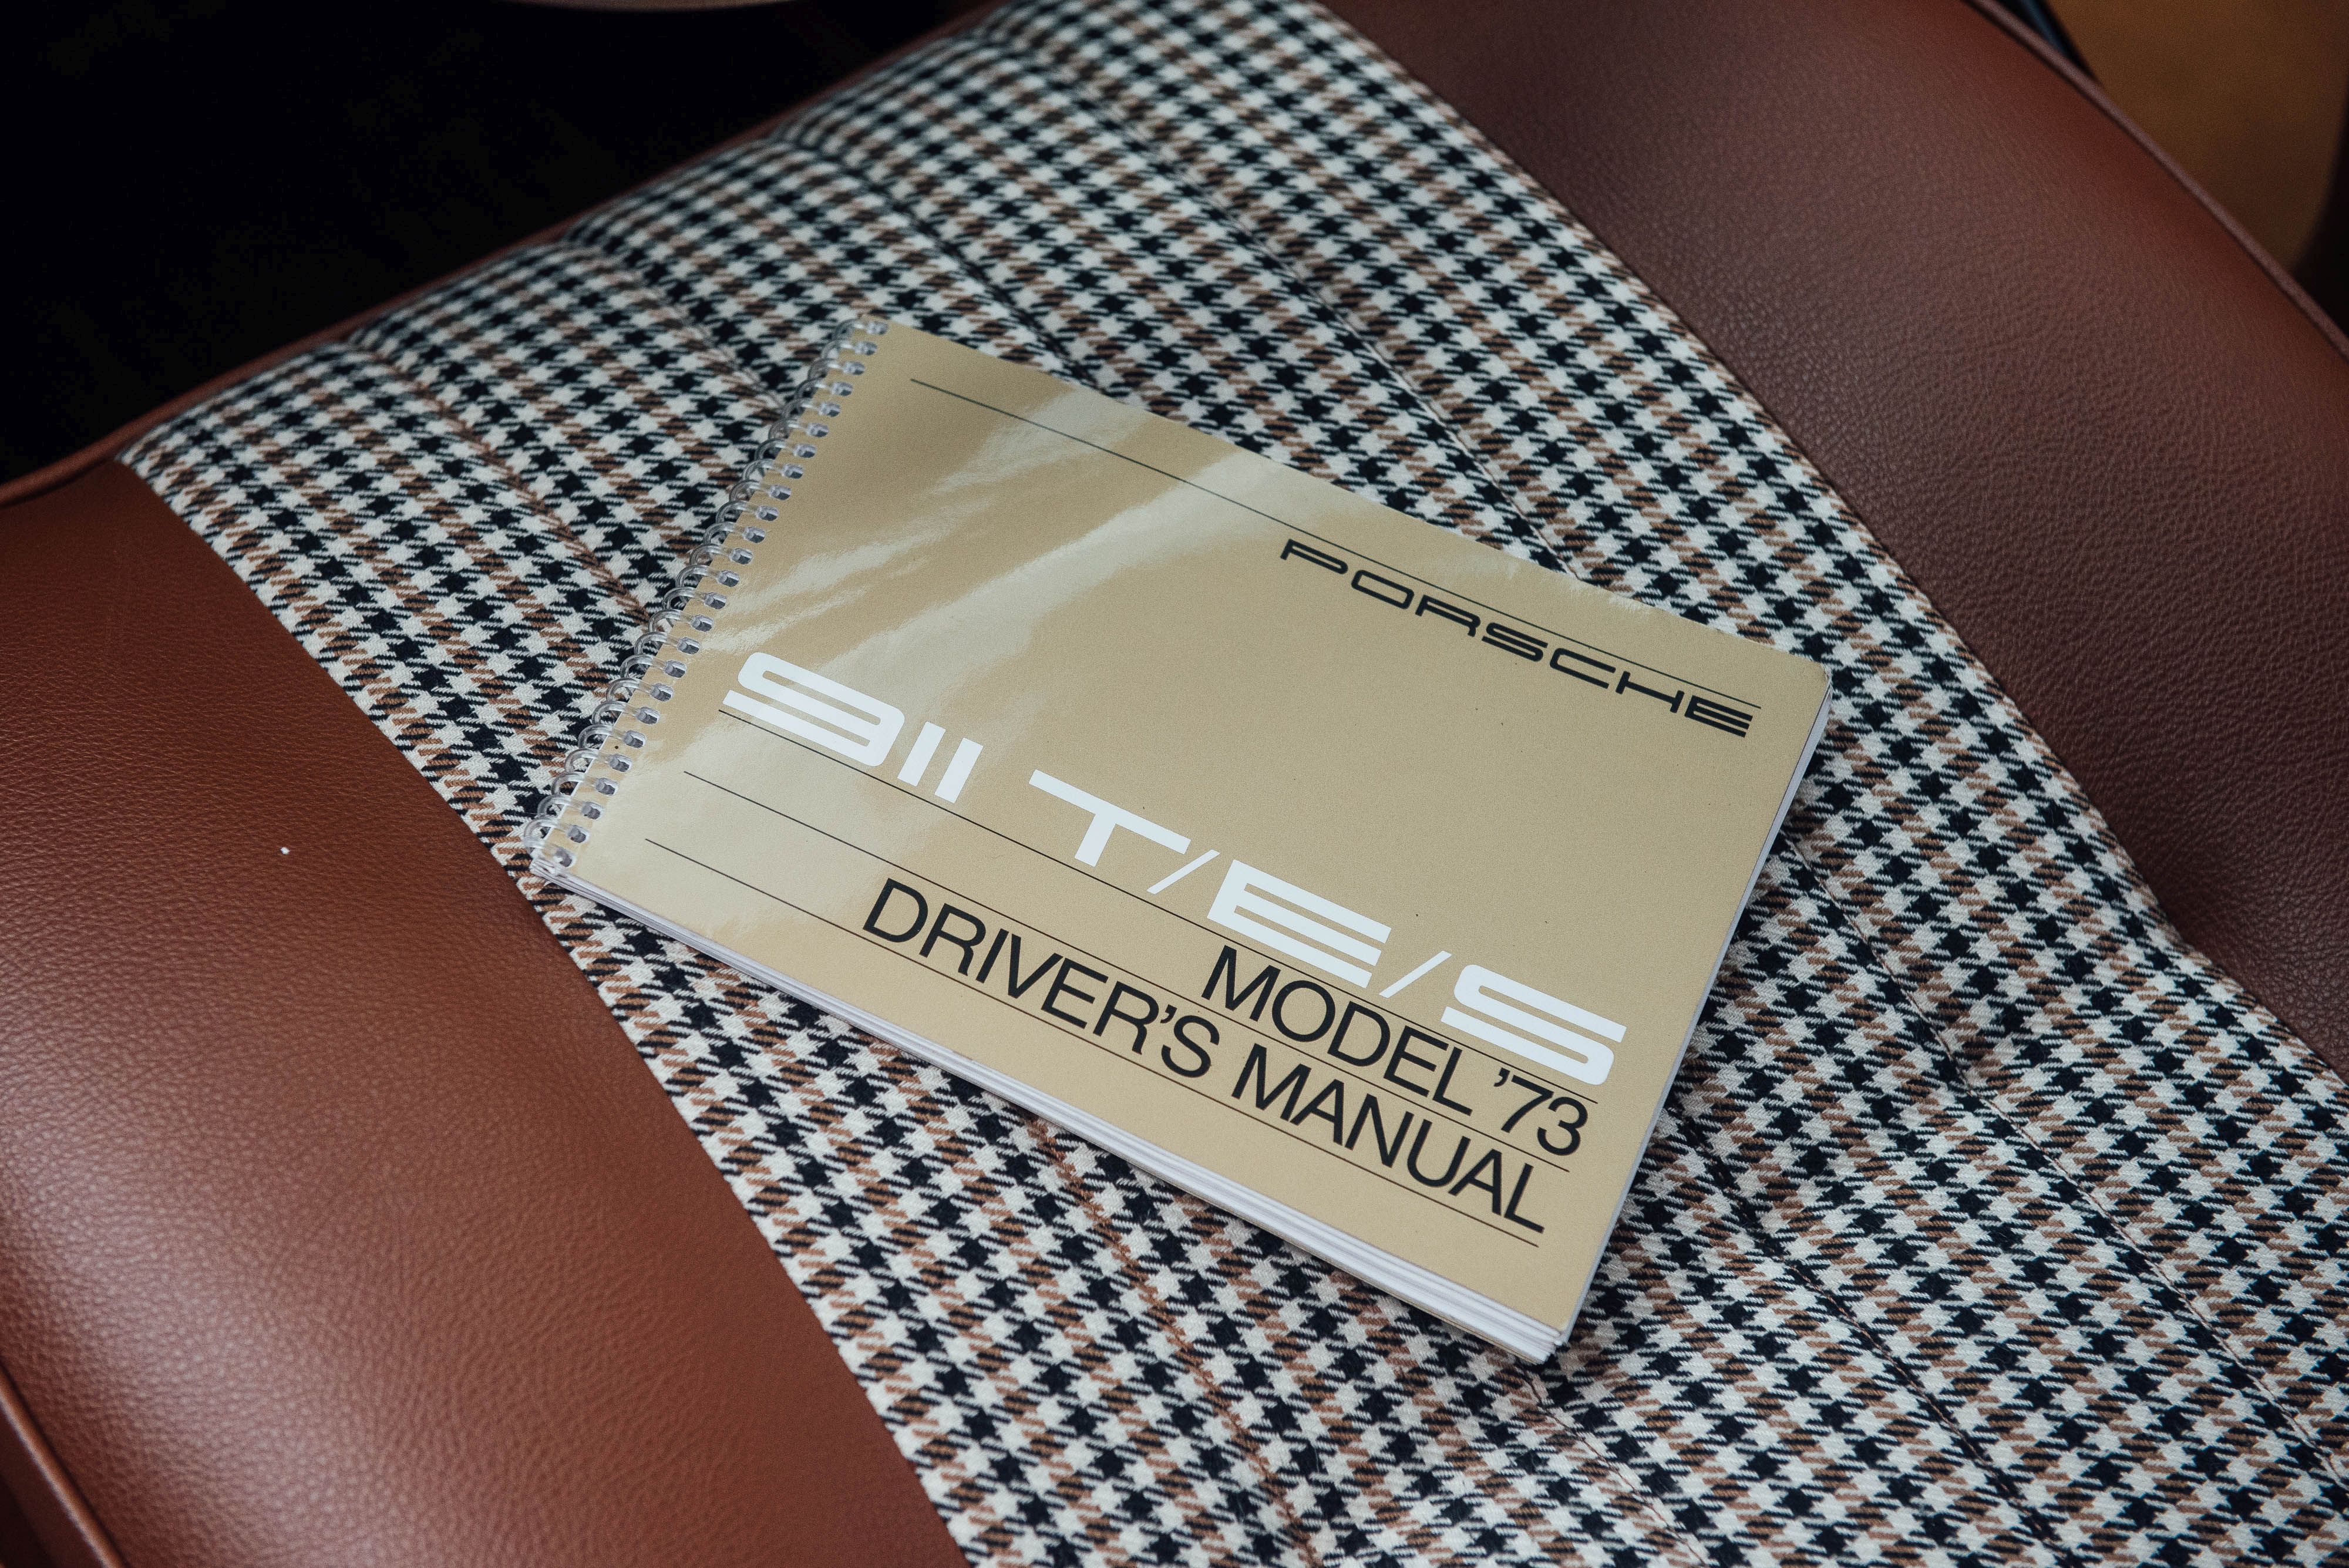 PORSCHE
911 T/E/S
MODEL '73
DRIVER'S MANUAL